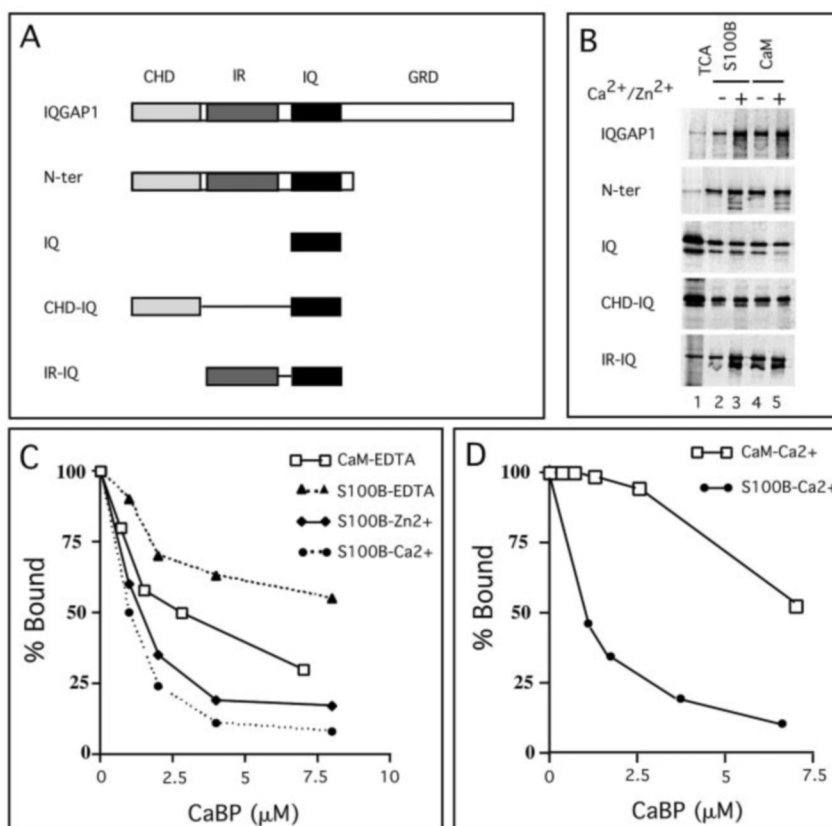 A
CHD IR IQ GRD
IQGAP1
N-ter
IQ
CHD-IQ
IR-IQ
B
TCA S100B CaM
Ca2+/Zn2+ - + - +
IQGAP1
N-ter
IQ
CHD-IQ
IR-IQ
1 2 3 4 5
C
CaM-EDTA
S100B-EDTA
S100B-Zn2+
S100B-Ca2+
% Bound
100
75
50
25
0
0 2.5 5.0 7.5 10
CaBP (μM)
D
CaM-Ca2+
S100B-Ca2+
% Bound
100
75
50
25
0
0 2.5 5.0 7.5
CaBP (μM)